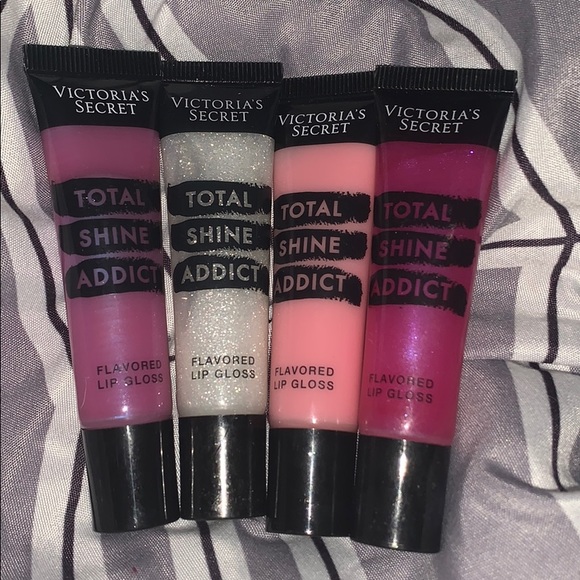 VICTORIA'S
SECRET
TOTAL
SHINE
ADDICT
FLAVORED
LIP GLOSS
VICTORIA'S
SECRET
TOTAL
SHINE
ADDICT
FLAVORED
LIP GLOSS
VICTORIA'S
SECRET
TOTAL
SHINE
ADDICT
FLAVORED
LIP GLOSS
VICTORIA'S
SECRET
TOTAL
SHINE
ADDICT
FLAVORED
LIP GLOSS